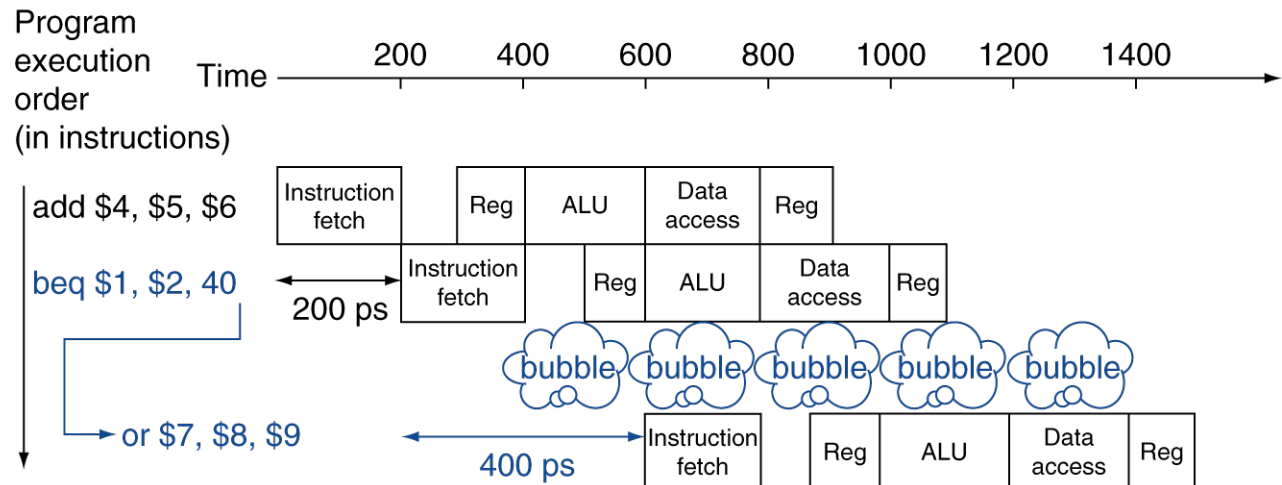 Program
execution
order
(in instructions)
Time
200 400 600 800 1000 1200 1400
add $4, $5, $6
Instruction
fetch
Reg
ALU
Data
access
Reg
beq $1, $2, 40
200 ps
Instruction
fetch
Reg
ALU
Data
access
Reg
bubble bubble bubble bubble bubble
or $7, $8, $9
400 ps
Instruction
fetch
Reg
ALU
Data
access
Reg